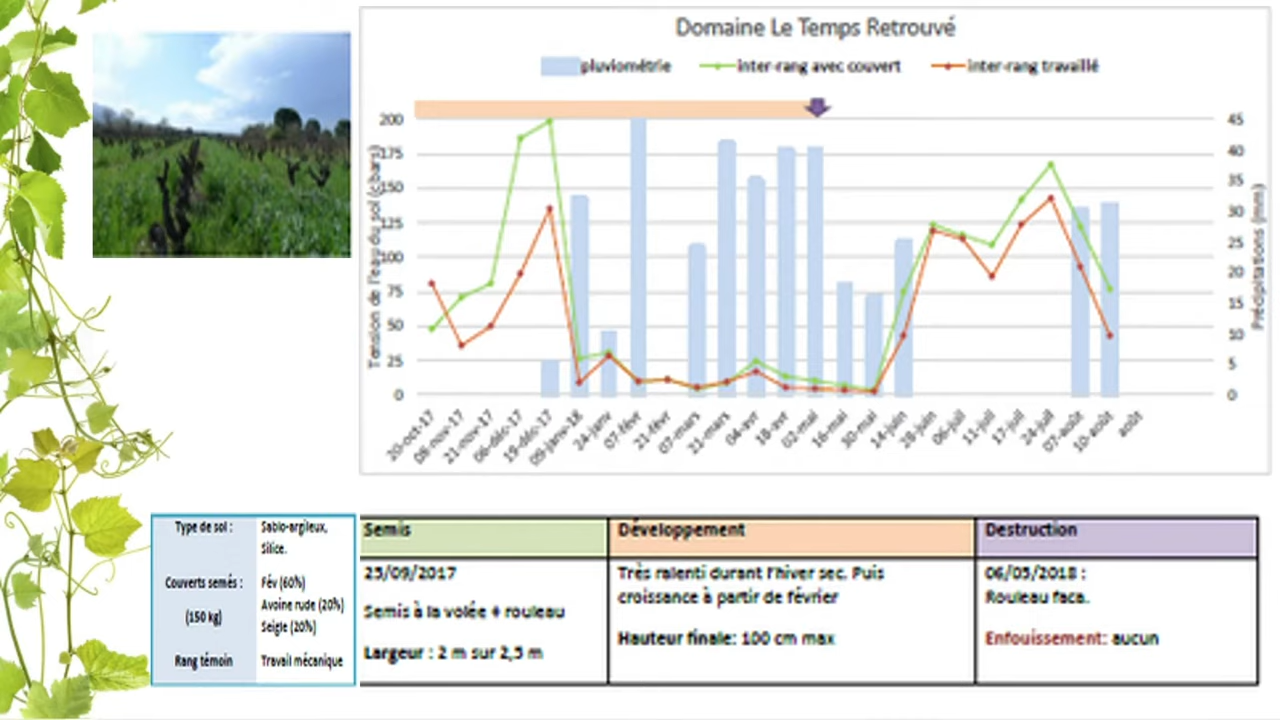 Domaine Le Temps Retrouvé
pluviométrie
inter-rang avec couvert
inter-rang travaillé
Tension de l'eau du sol (cbars)
200
175
150
125
100
75
50
25
0
45
40
35
30
25
20
15
10
5
0
Précipitations (mm)
20-oct-17
08-nov-17
21-nov-17
06-déc-17
19-déc-17
09-janv-18
24-janv
07-févr
21-févr
07-mars
21-mars
04-avr
18-avr
02-mai
16-mai
30-mai
14-juin
28-juin
06-juil
11-juil
17-juil
24-juil
07-août
10-août
août
Type de sol :
Sablo-argileux,
Silice.
Couverts semés :
(150 kg)
Fév (60%)
Avoine rude (20%)
Seigle (20%)
Rang témoin
Travail mécanique
Semis
Développement
Destruction
25/09/2017
Semis à la volée + rouleau
Largeur : 2 m sur 2,5 m
Très ralenti durant l'hiver sec. Puis
croissance à partir de février
Hauteur finale: 100 cm max
06/05/2018 :
Rouleau faca.
Enfouissement: aucun